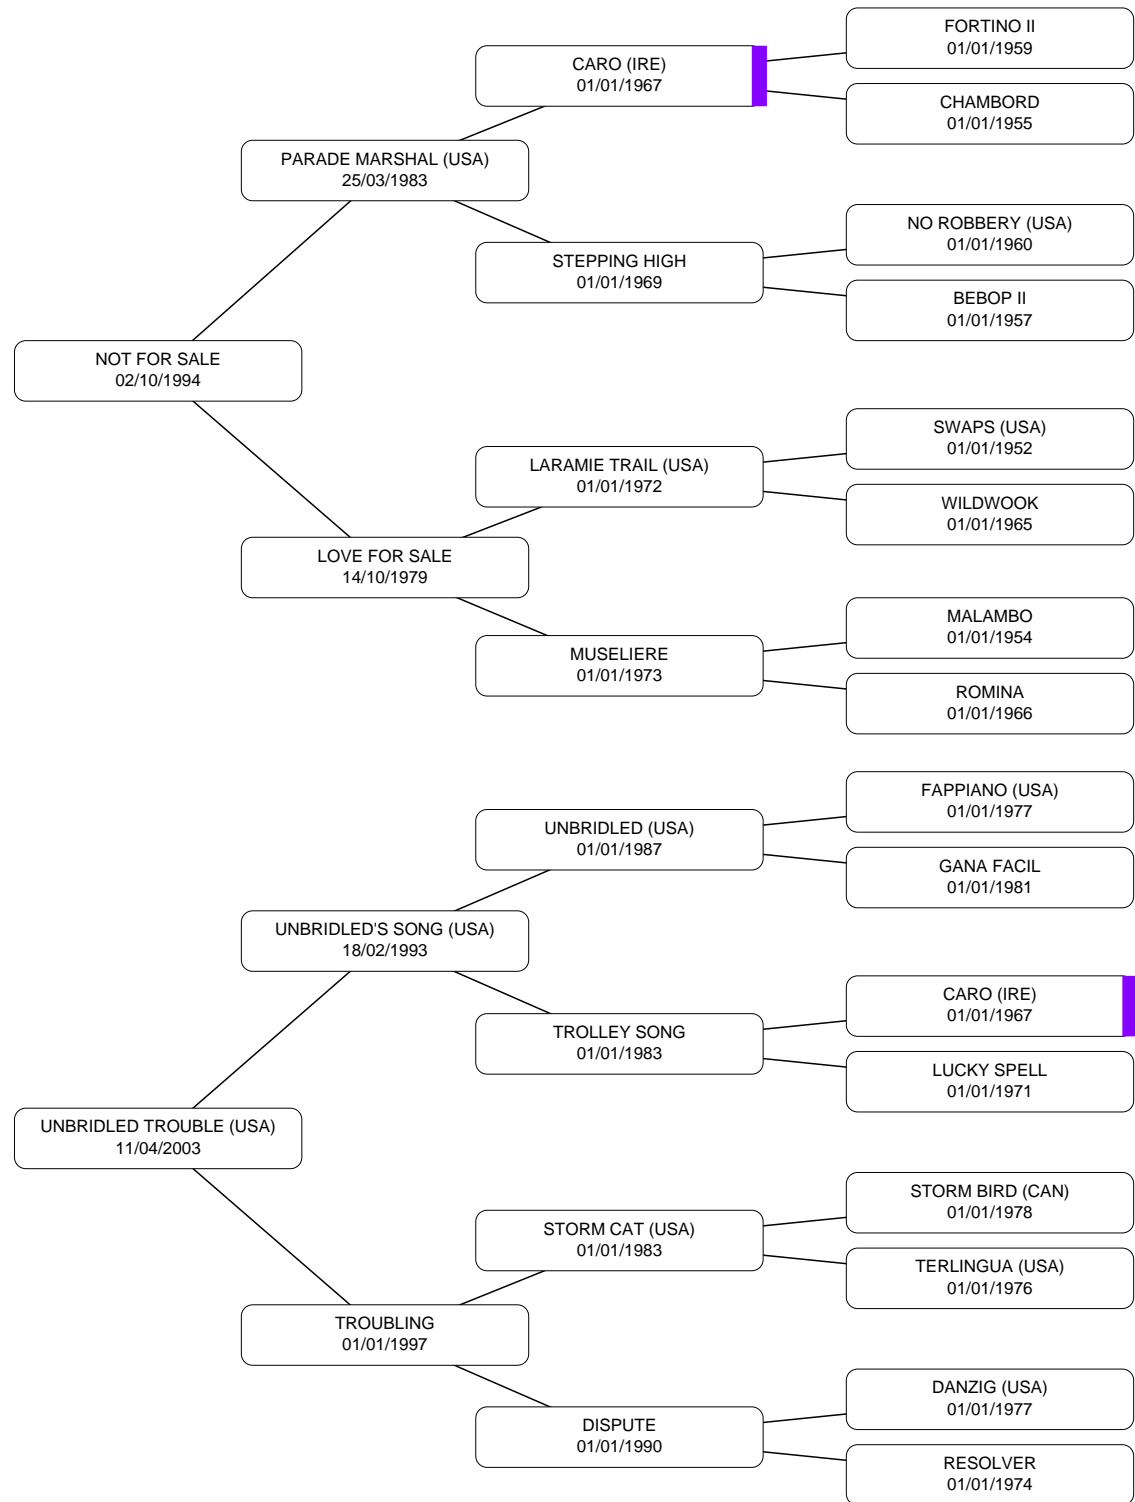 FORTINO II
01/01/1959
CARO (IRE)
01/01/1967
CHAMBORD
01/01/1955
PARADE MARSHAL (USA)
25/03/1983
NO ROBBERY (USA)
01/01/1960
STEPPING HIGH
01/01/1969
BEBOP II
01/01/1957
NOT FOR SALE
02/10/1994
SWAPS (USA)
01/01/1952
LARAMIE TRAIL (USA)
01/01/1972
WILDWOOK
01/01/1965
LOVE FOR SALE
14/10/1979
MALAMBO
01/01/1954
MUSELIERE
01/01/1973
ROMINA
01/01/1966
FAPPIANO (USA)
01/01/1977
UNBRIDLED (USA)
01/01/1987
GANA FACIL
01/01/1981
UNBRIDLED'S SONG (USA)
18/02/1993
CARO (IRE)
01/01/1967
TROLLEY SONG
01/01/1983
LUCKY SPELL
01/01/1971
UNBRIDLED TROUBLE (USA)
11/04/2003
STORM BIRD (CAN)
01/01/1978
STORM CAT (USA)
01/01/1983
TERLINGUA (USA)
01/01/1976
TROUBLING
01/01/1997
DANZIG (USA)
01/01/1977
DISPUTE
01/01/1990
RESOLVER
01/01/1974